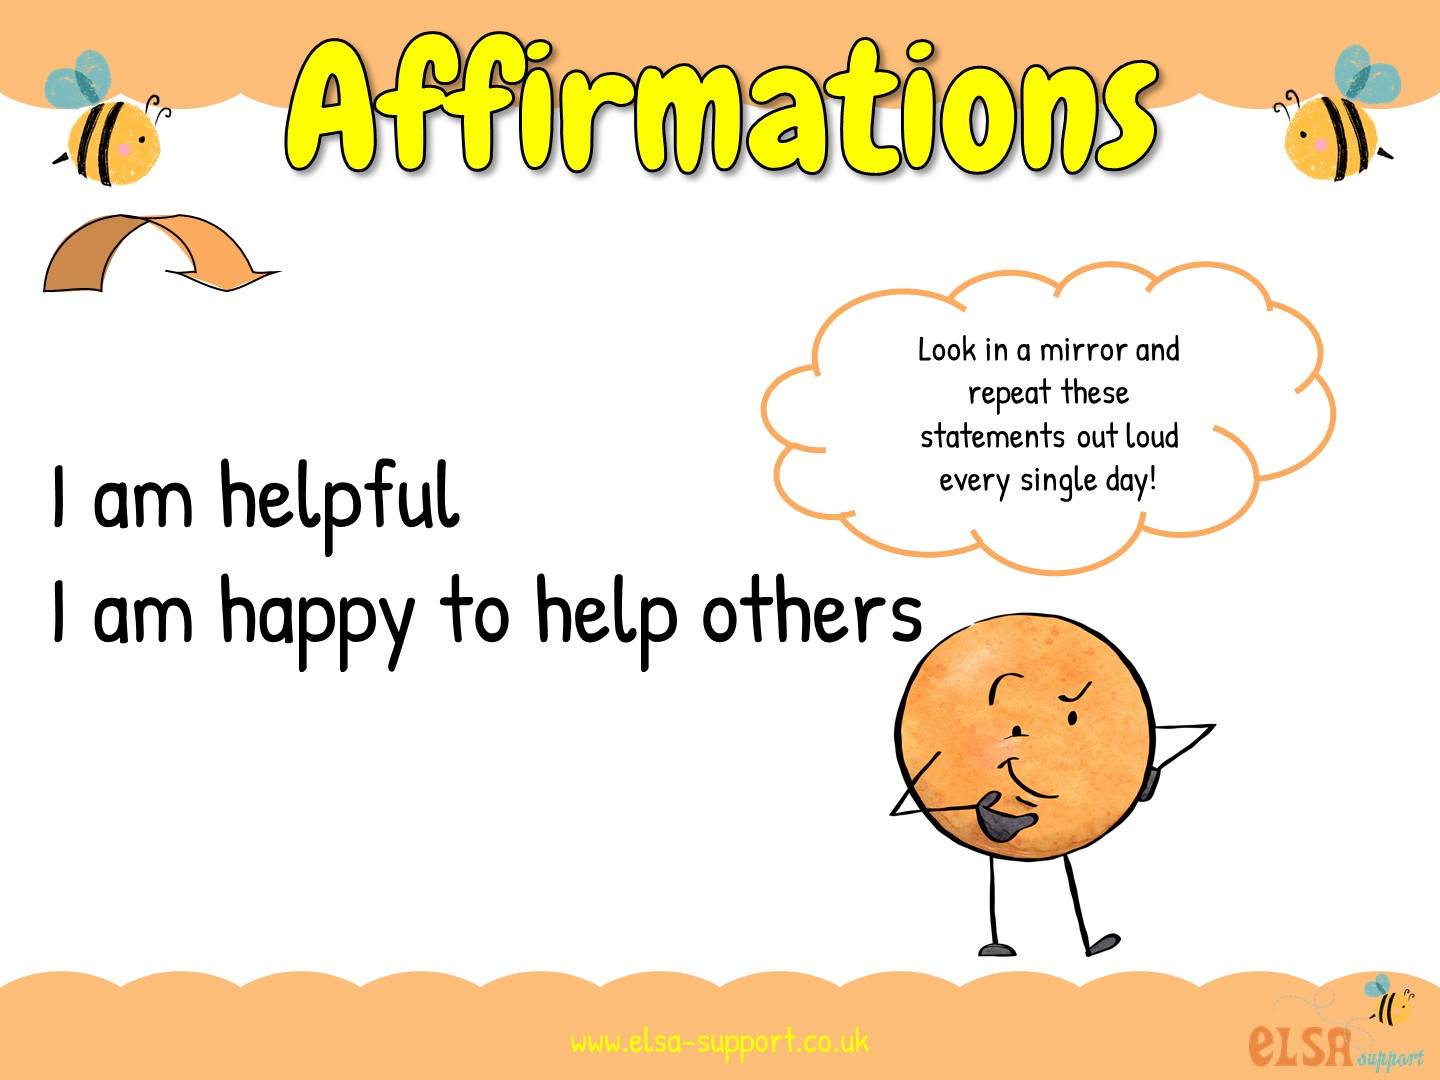 Affirmations
Look in a mirror and
repeat these
statements out loud
every single day!
I am helpful
I am happy to help others
www.elsa-support.co.uk
ELSA
support